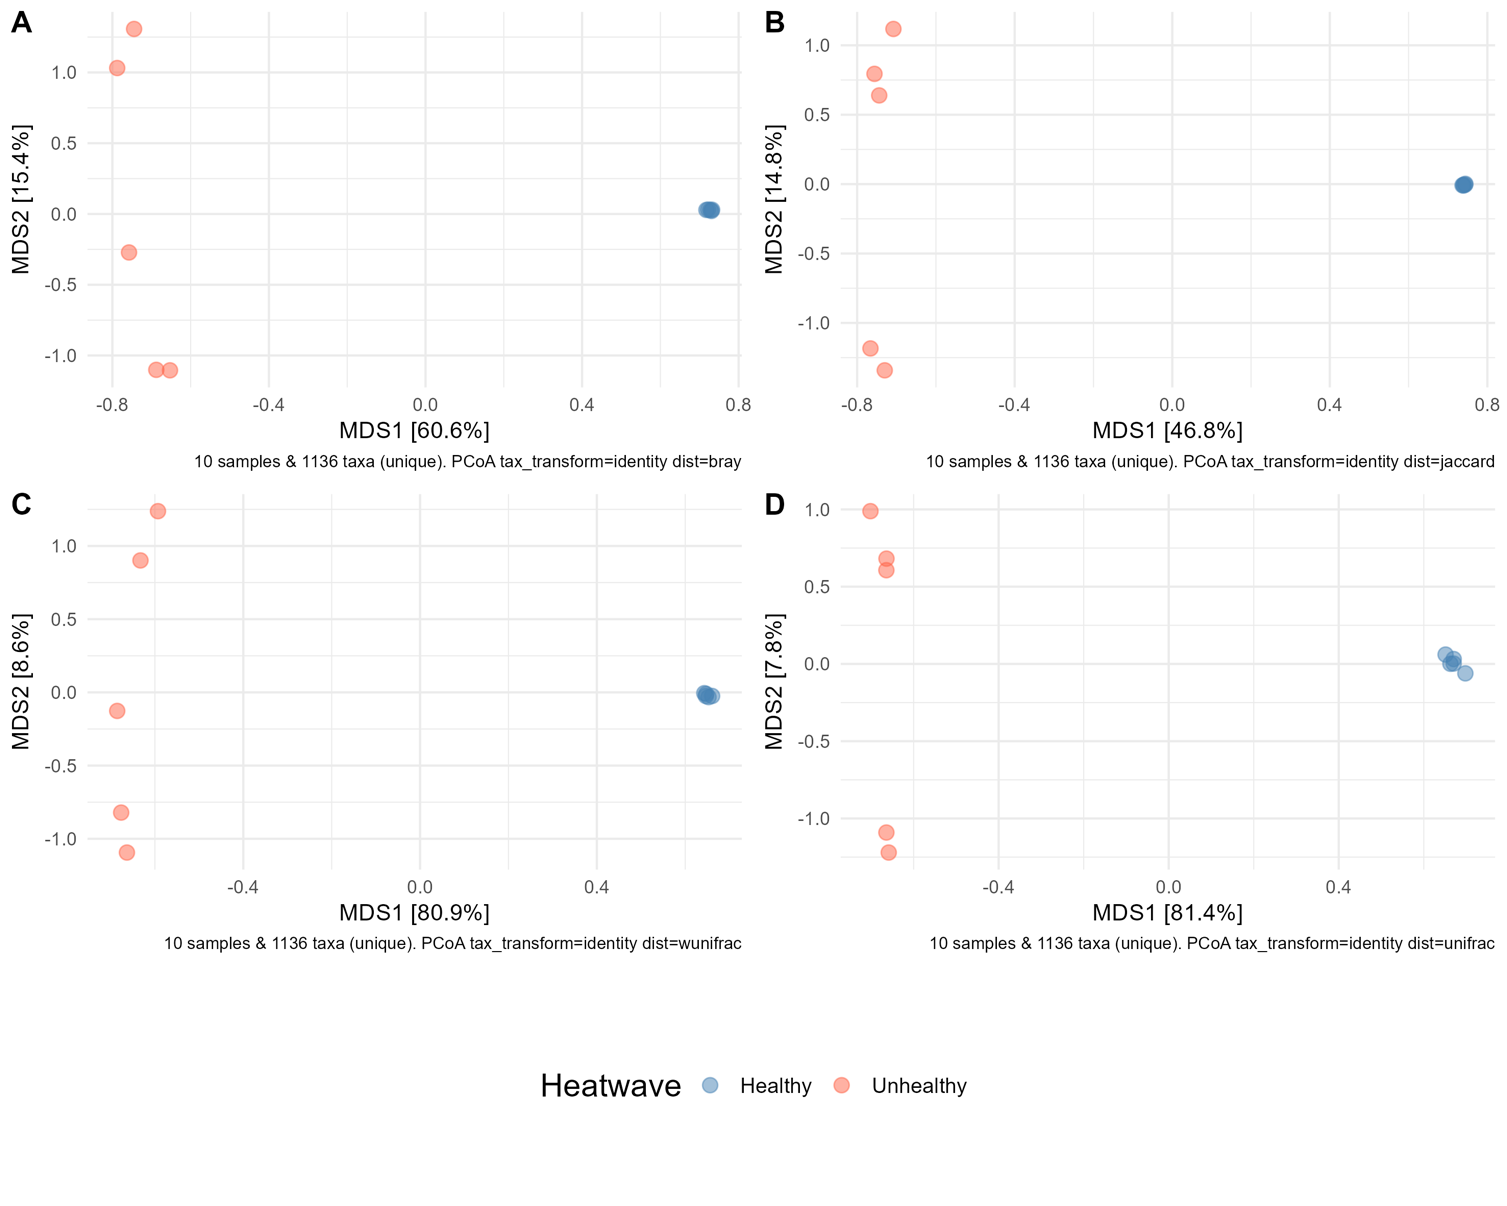 A
1.0
0.5
0.0
-0.5
-1.0
MDS2 [15.4%]
-0.8 -0.4 0.0 0.4 0.8
MDS1 [60.6%]
10 samples & 1136 taxa (unique). PCoA tax_transform=identity dist=bray
B
1.0
0.5
0.0
-0.5
-1.0
MDS2 [14.8%]
-0.8 -0.4 0.0 0.4 0.8
MDS1 [46.8%]
10 samples & 1136 taxa (unique). PCoA tax_transform=identity dist=jaccard
C
1.0
0.5
0.0
-0.5
-1.0
MDS2 [8.6%]
-0.4 0.0 0.4
MDS1 [80.9%]
10 samples & 1136 taxa (unique). PCoA tax_transform=identity dist=wunifrac
D
1.0
0.5
0.0
-0.5
-1.0
MDS2 [7.8%]
-0.4 0.0 0.4
MDS1 [81.4%]
10 samples & 1136 taxa (unique). PCoA tax_transform=identity dist=unifrac
Heatwave Healthy Unhealthy